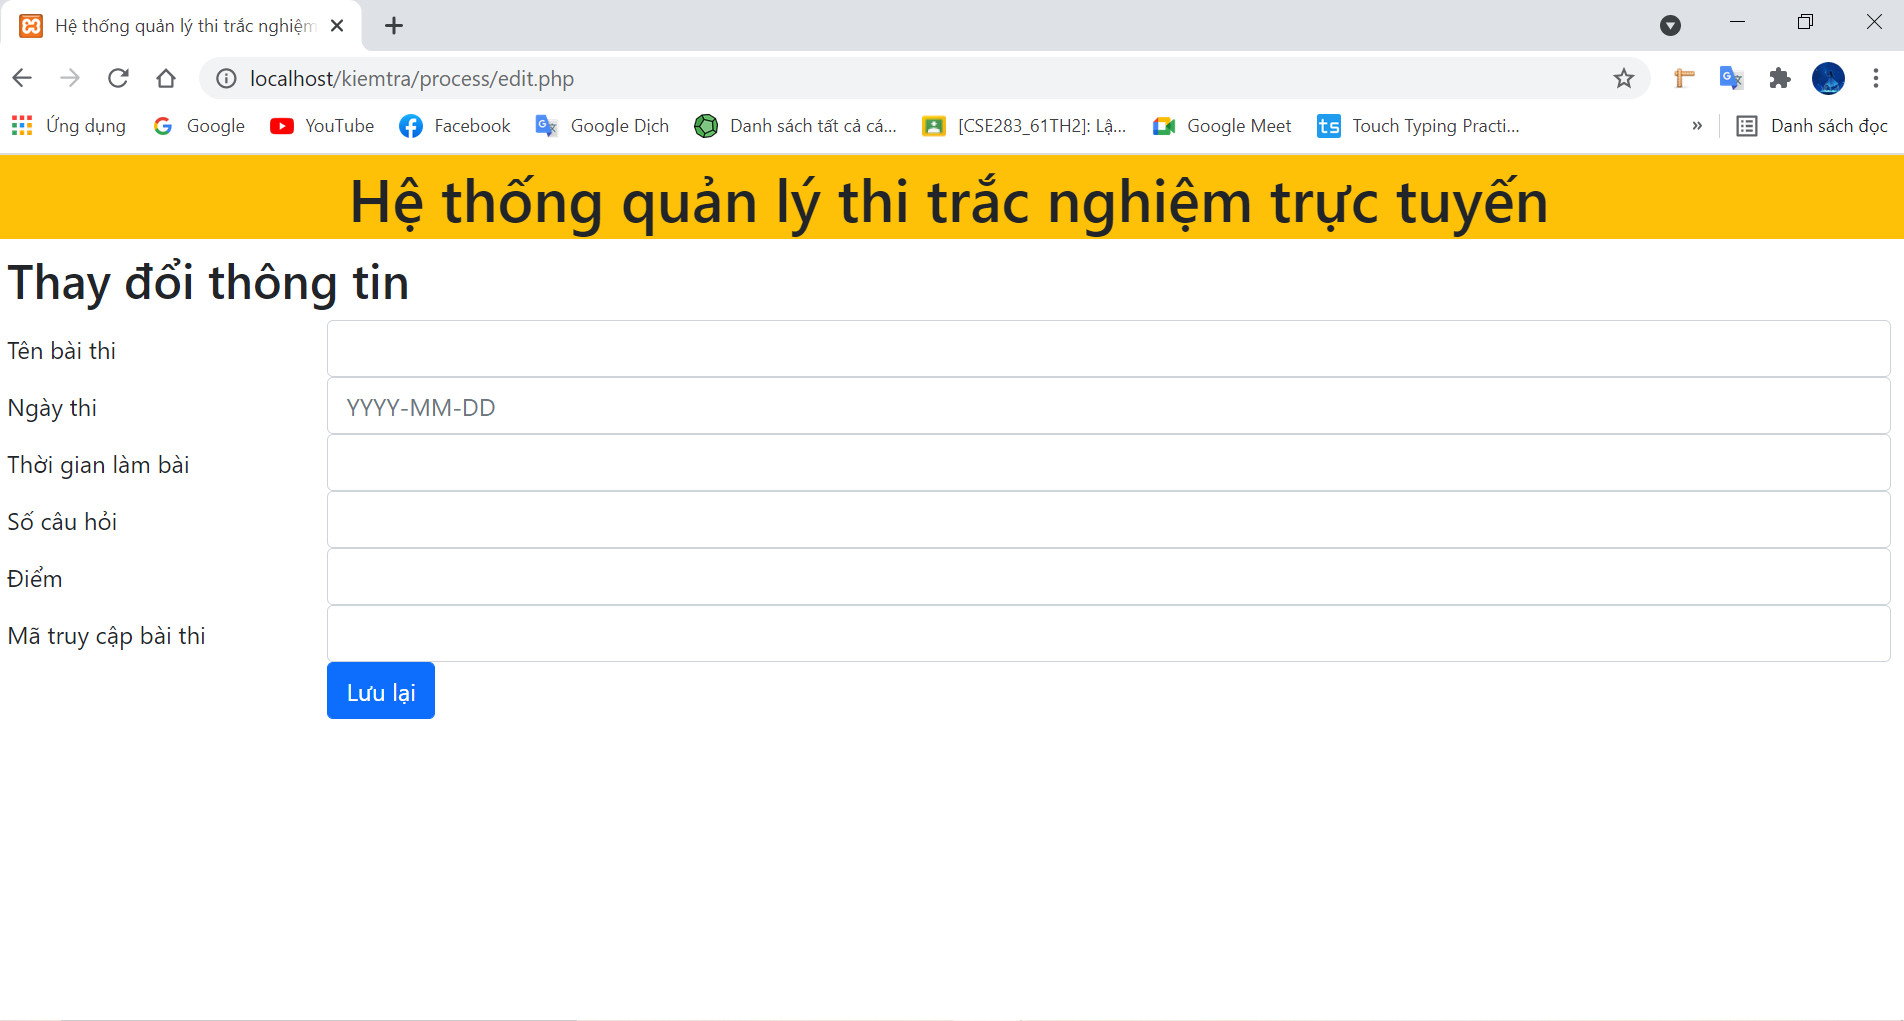 Hệ thống quản lý thi trắc nghiệm
localhost/kiemtra/process/edit.php
Ứng dụng Google YouTube Facebook Google Dịch Danh sách tất cả cá... [CSE283_61TH2]: Lậ... Google Meet ts Touch Typing Practi... » Danh sách đọc
Hệ thống quản lý thi trắc nghiệm trực tuyến
Thay đổi thông tin
Tên bài thi
Ngày thi YYYY-MM-DD
Thời gian làm bài
Số câu hỏi
Điểm
Mã truy cập bài thi
Lưu lại